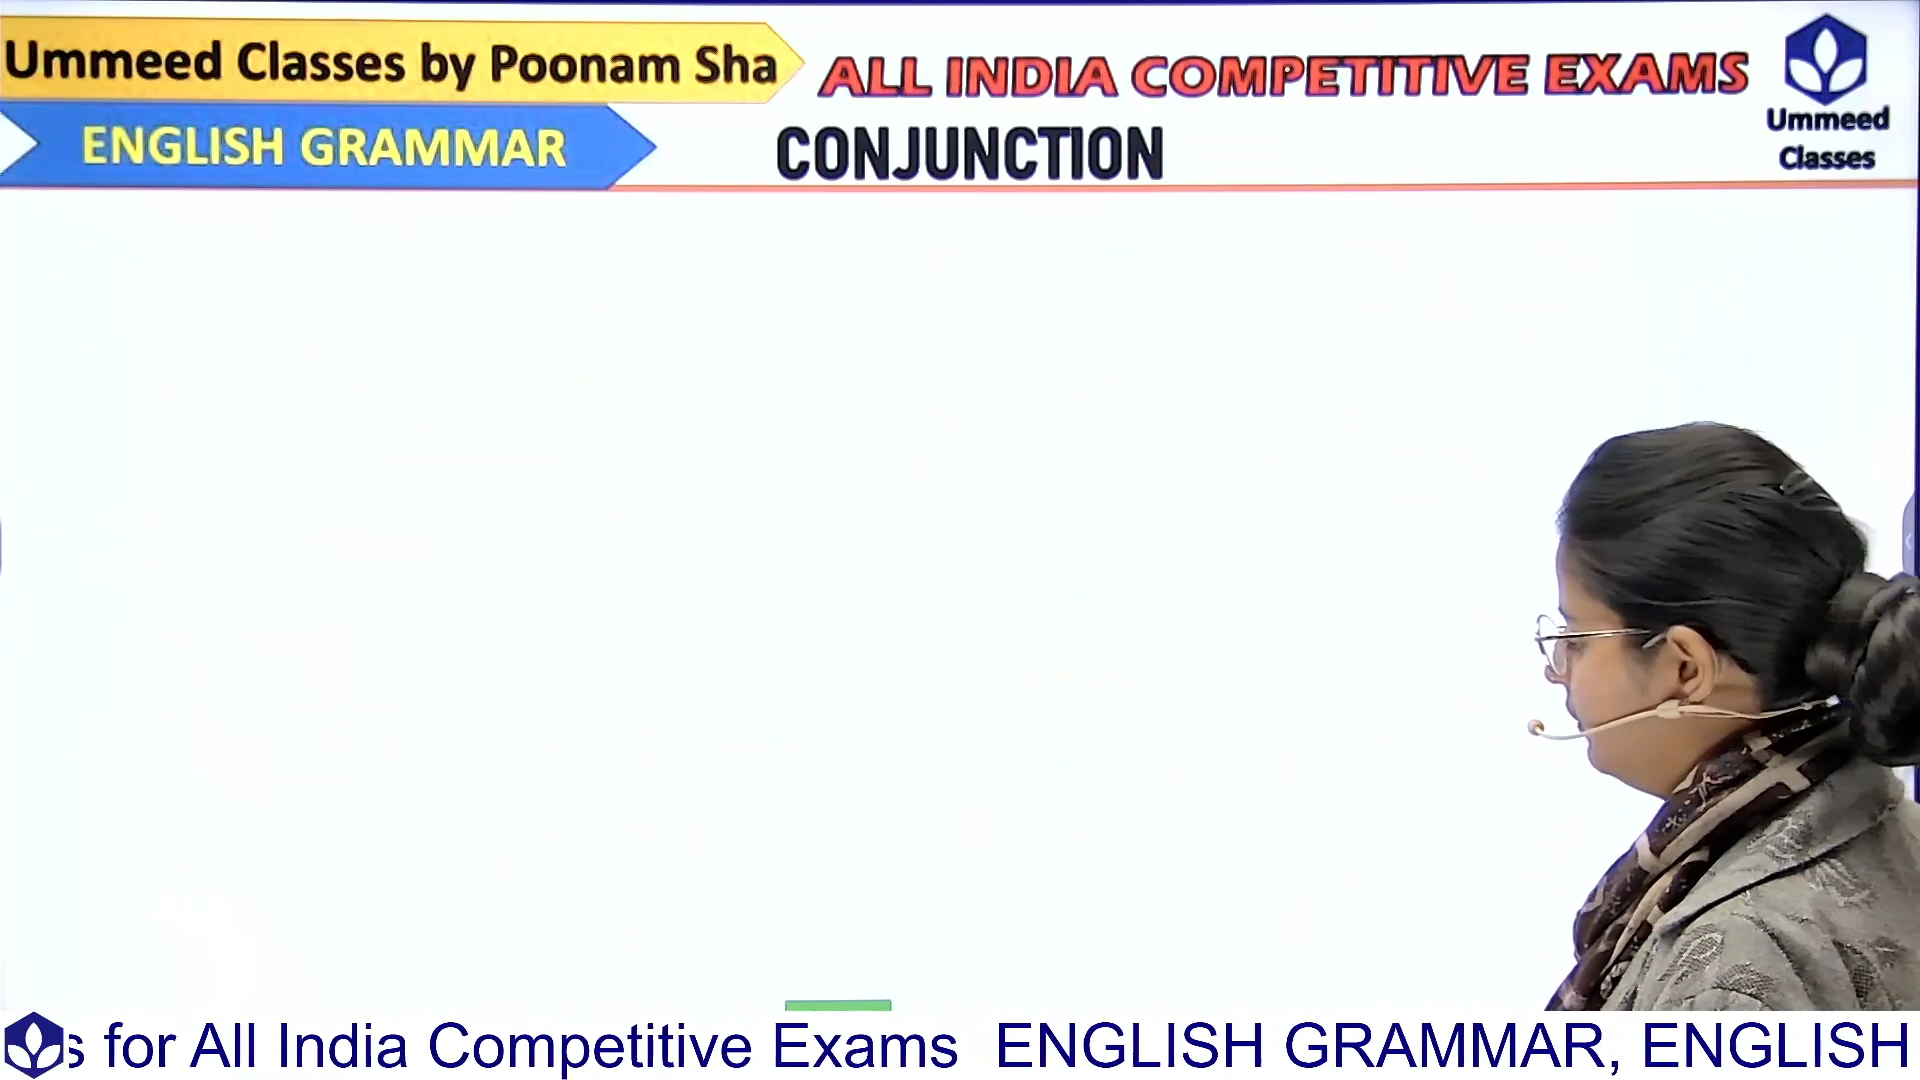 Ummeed Classes by Poonam Sha
ALL INDIA COMPETITIVE EXAMS
ENGLISH GRAMMAR
CONJUNCTION
Ummeed
Classes
s for All India Competitive Exams ENGLISH GRAMMAR, ENGLISH